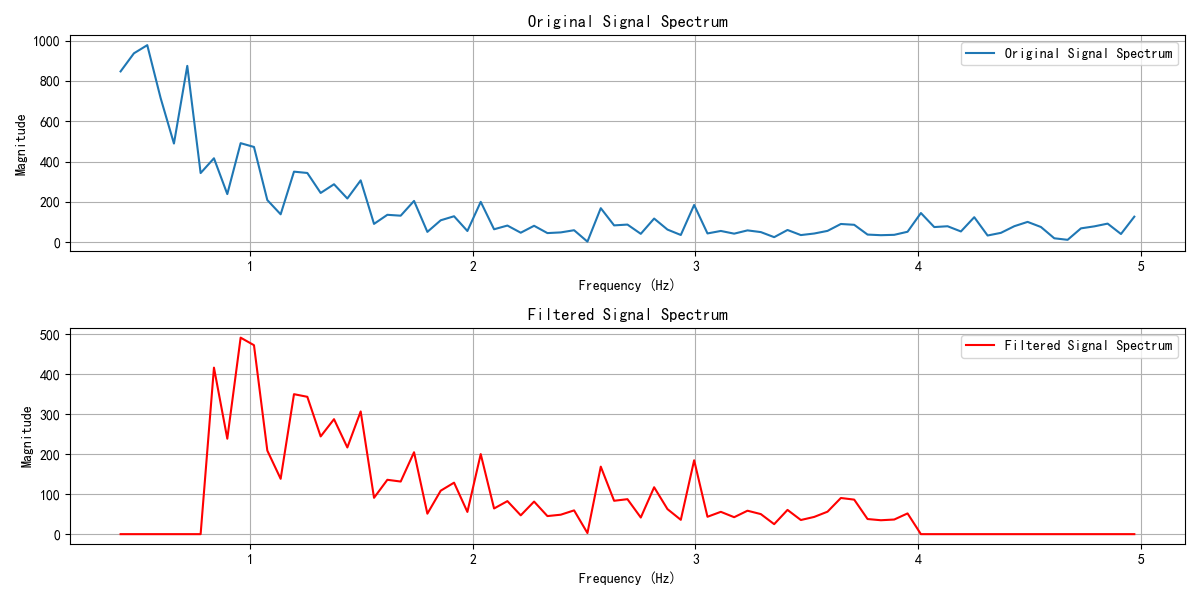 Original Signal Spectrum
1000
800
600
400
200
0
Magnitude
Original Signal Spectrum
1 2 3 4 5
Frequency (Hz)
Filtered Signal Spectrum
500
400
300
200
100
0
Magnitude
Filtered Signal Spectrum
1 2 3 4 5
Frequency (Hz)